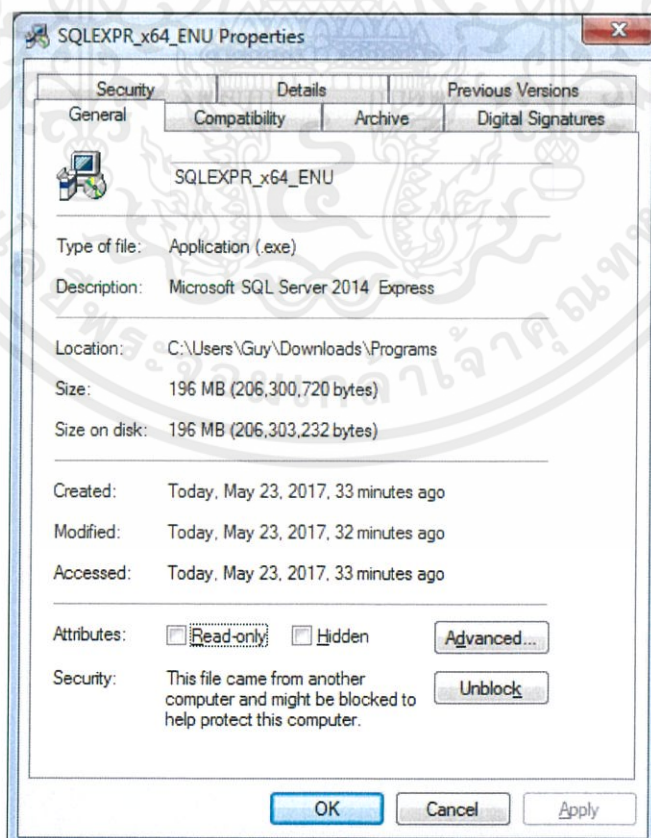 SQLEXPR_x64_ENU Properties
Security Details Previous Versions
General Compatibility Archive Digital Signatures
SQLEXPR_x64_ENU
Type of file: Application (.exe)
Description: Microsoft SQL Server 2014 Express
Location: C:\Users\Guy\Downloads\Programs
Size: 196 MB (206,300,720 bytes)
Size on disk: 196 MB (206,303,232 bytes)
Created: Today, May 23, 2017, 33 minutes ago
Modified: Today, May 23, 2017, 32 minutes ago
Accessed: Today, May 23, 2017, 33 minutes ago
Attributes: Read-only Hidden Advanced...
Security: This file came from another
computer and might be blocked to
help protect this computer.
Unblock
OK Cancel Apply